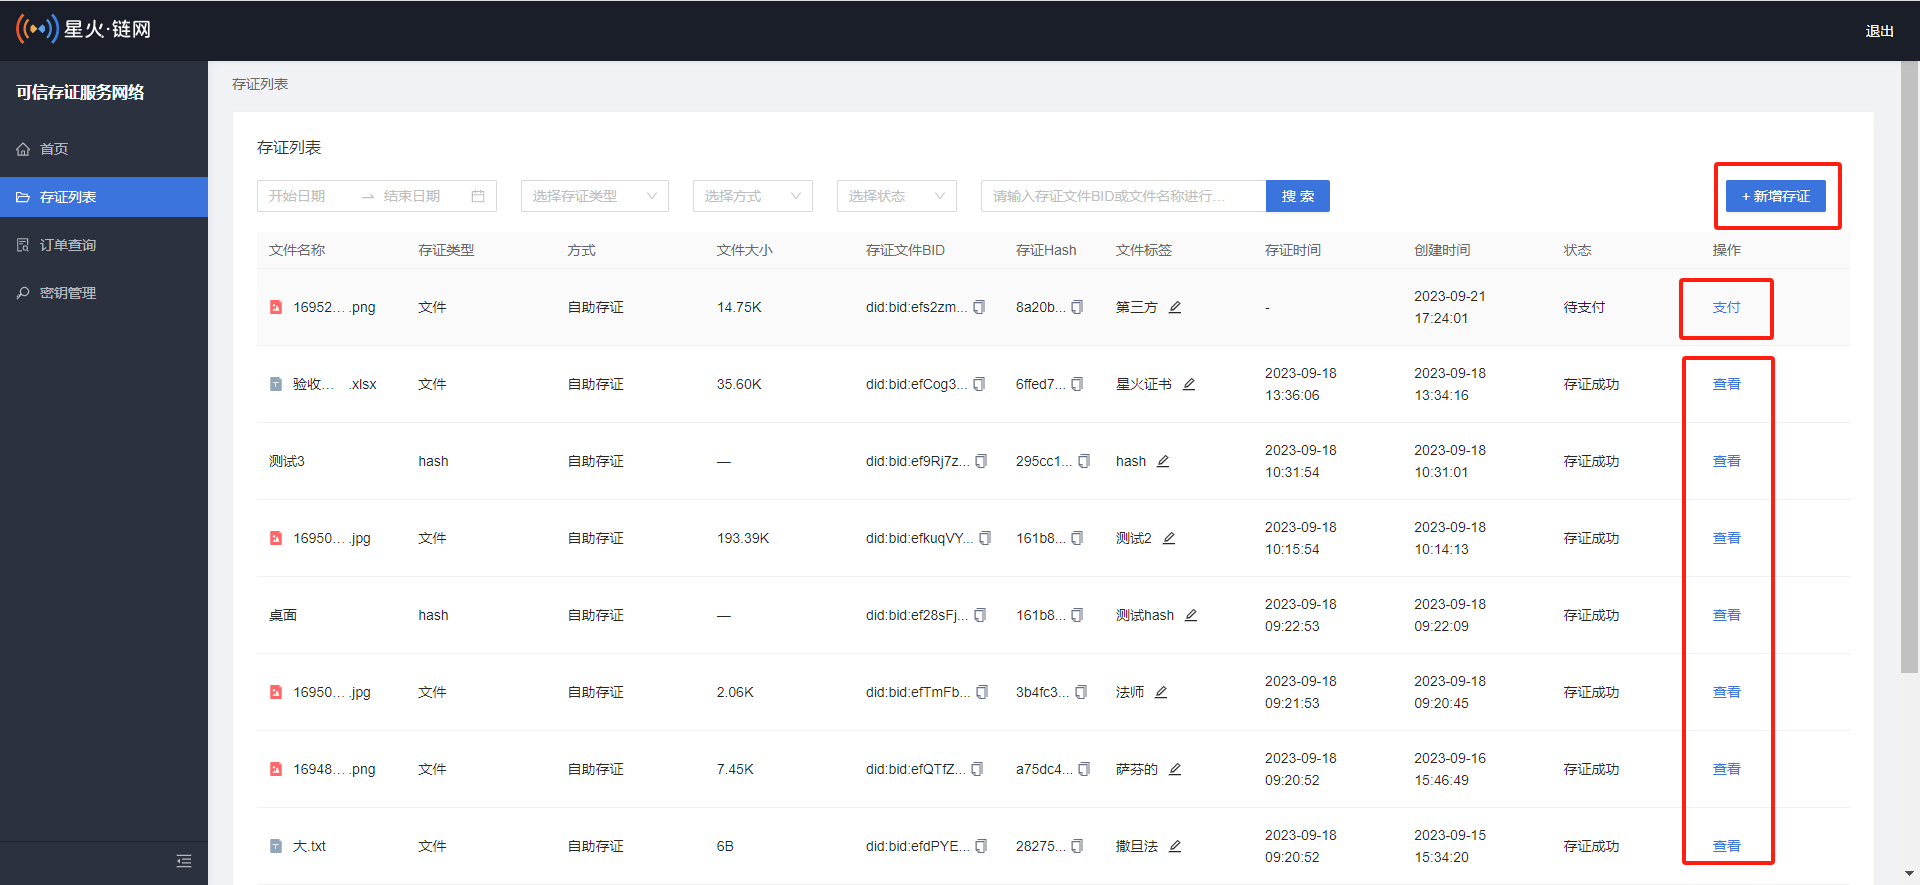 星火·链网
退出
可信存证服务网络
首页
存证列表
订单查询
密钥管理
存证列表
存证列表
开始日期 → 结束日期 选择存证类型 选择方式 选择状态 请输入存证文件BID或文件名称进行... 搜 索 + 新增存证
文件名称 存证类型 方式 文件大小 存证文件BID 存证Hash 文件标签 存证时间 创建时间 状态 操作
16952... .png 文件 自助存证 14.75K did:bid:efs2zm... 8a20b... 第三方 - 2023-09-21 17:24:01 待支付 支付
验收... .xlsx 文件 自助存证 35.60K did:bid:efCog3... 6ffed7... 星火证书 2023-09-18 13:36:06 2023-09-18 13:34:16 存证成功 查看
测试3 hash 自助存证 — did:bid:ef9Rj7z... 295cc1... hash 2023-09-18 10:31:54 2023-09-18 10:31:01 存证成功 查看
16950... .jpg 文件 自助存证 193.39K did:bid:efkuqVY... 161b8... 测试2 2023-09-18 10:15:54 2023-09-18 10:14:13 存证成功 查看
桌面 hash 自助存证 — did:bid:ef28sFj... 161b8... 测试hash 2023-09-18 09:22:53 2023-09-18 09:22:09 存证成功 查看
16950... .jpg 文件 自助存证 2.06K did:bid:efTmFb... 3b4fc3... 法师 2023-09-18 09:21:53 2023-09-18 09:20:45 存证成功 查看
16948... .png 文件 自助存证 7.45K did:bid:efQTfZ... a75dc4... 萨芬的 2023-09-18 09:20:52 2023-09-16 15:46:49 存证成功 查看
大.txt 文件 自助存证 6B did:bid:efdPYE... 28275... 撒旦法 2023-09-18 09:20:52 2023-09-15 15:34:20 存证成功 查看